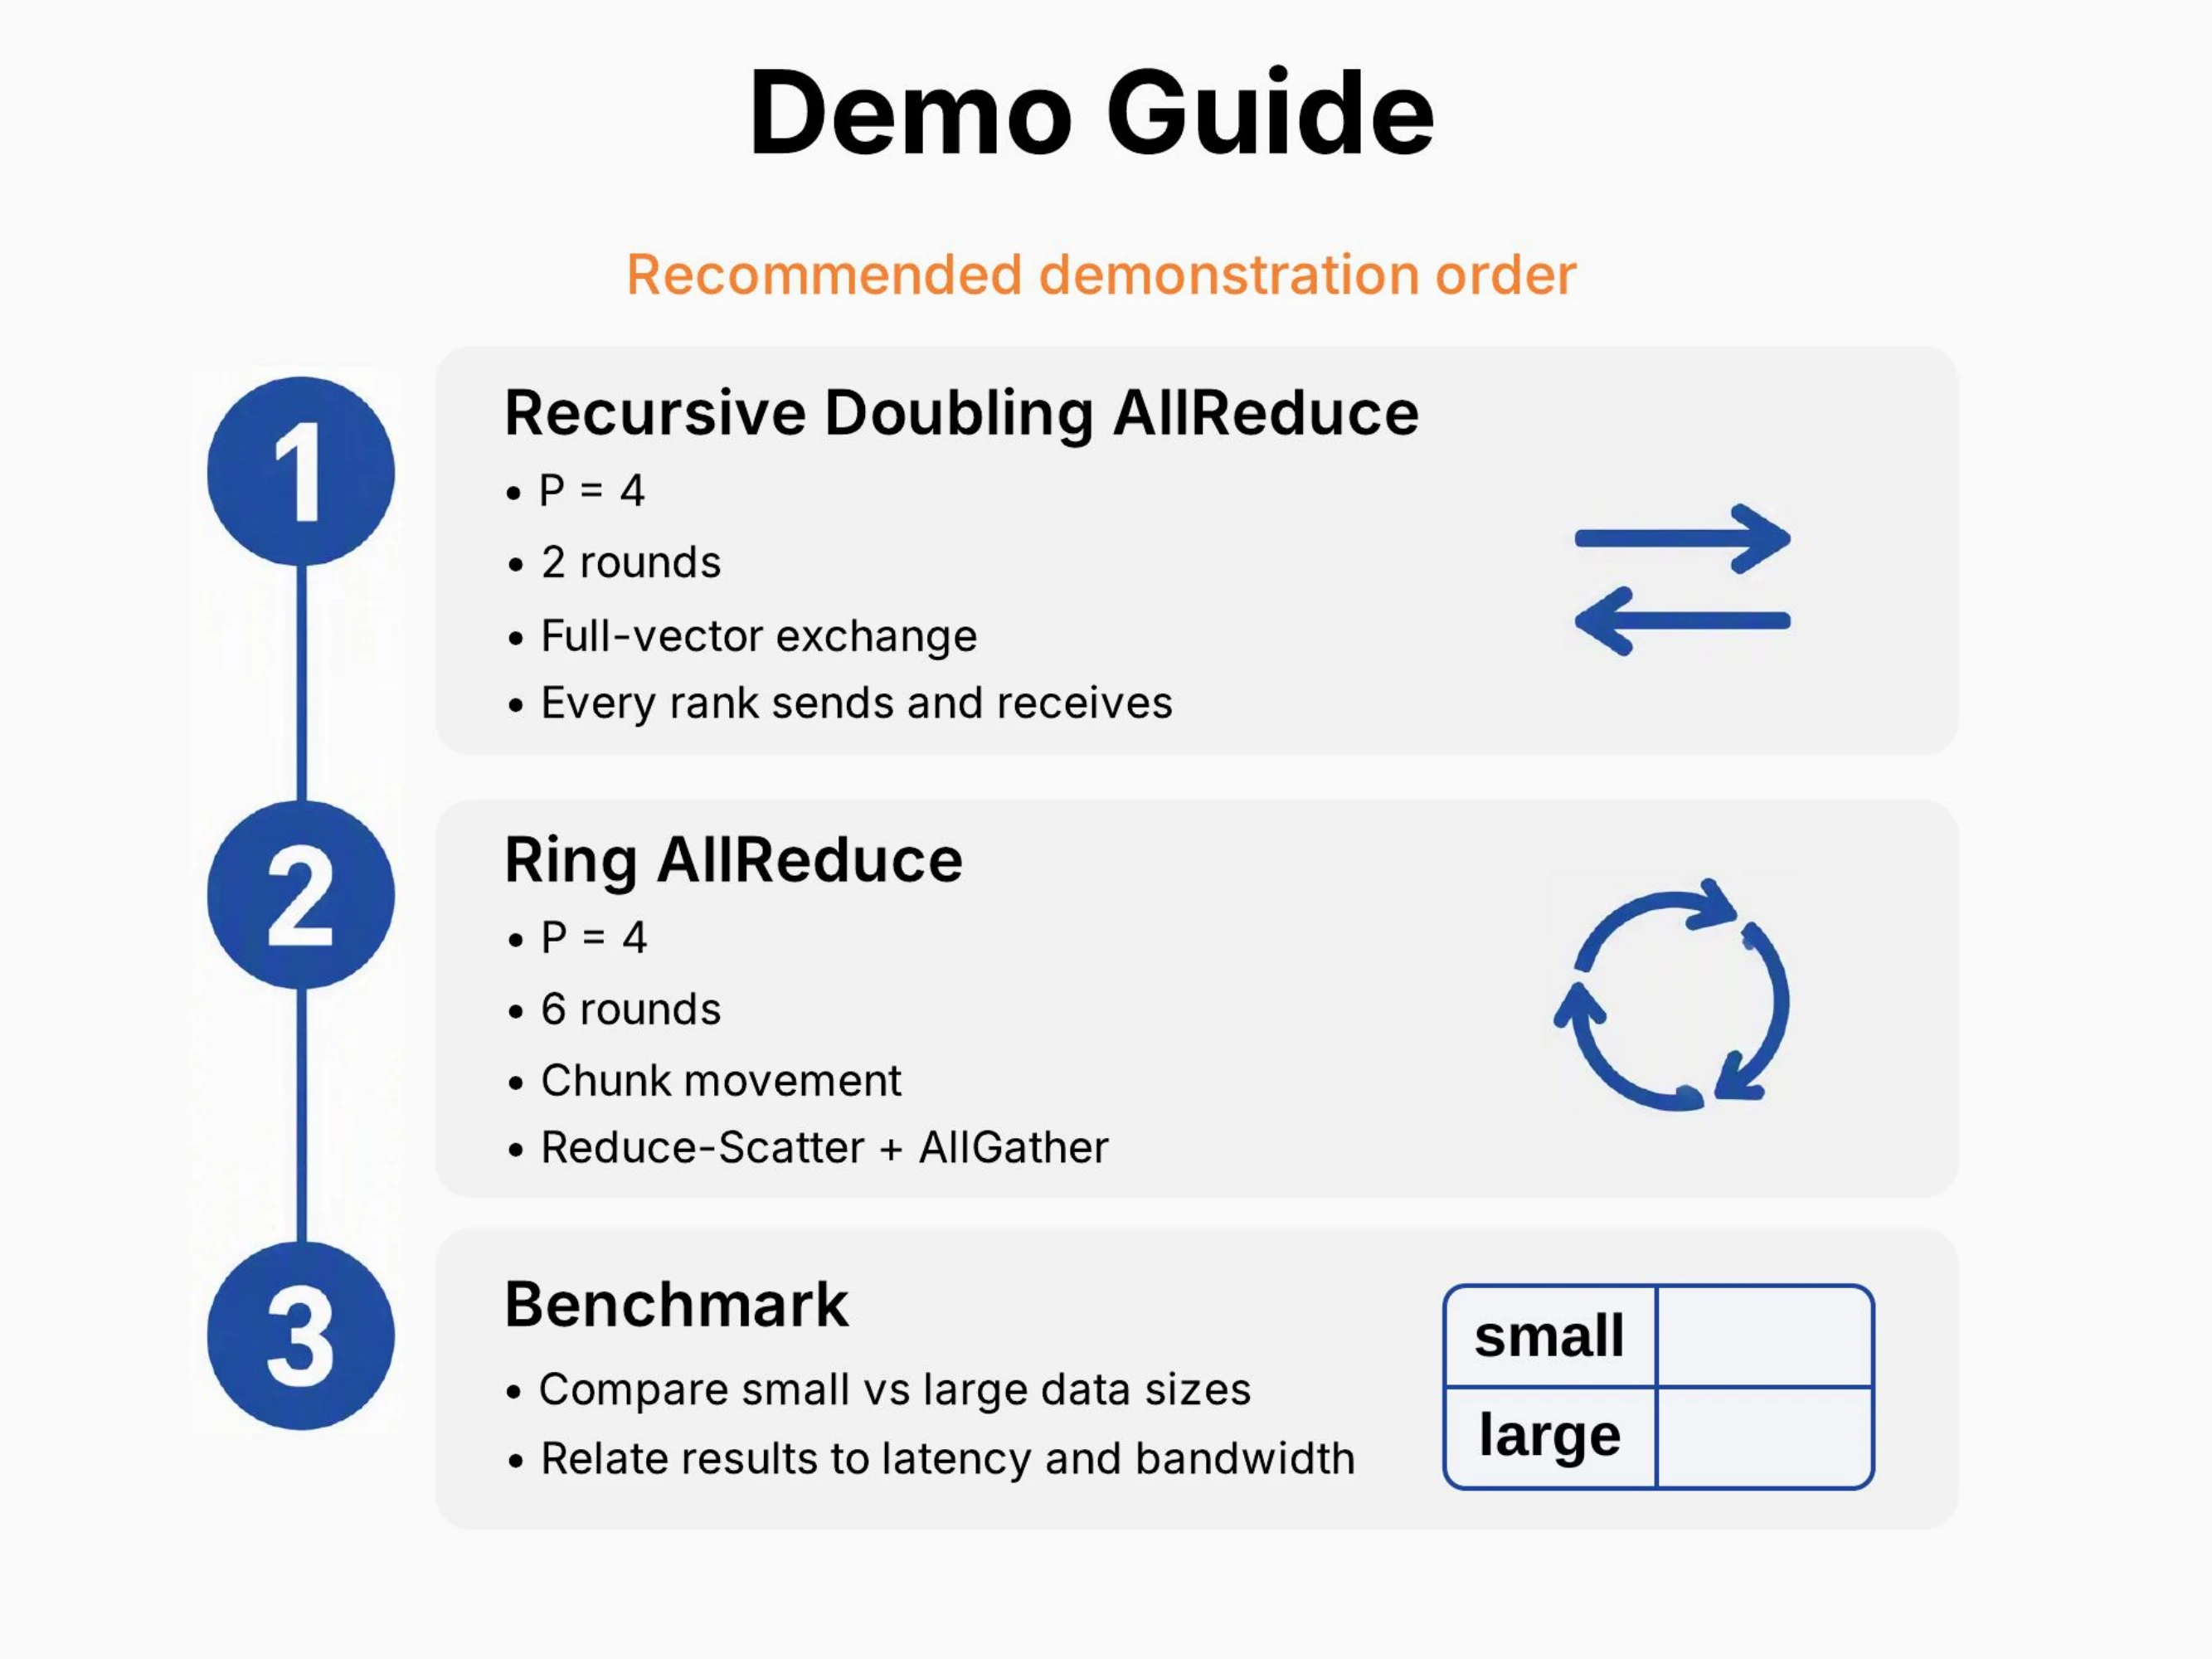 Demo Guide
Recommended demonstration order
1
Recursive Doubling AllReduce
• P = 4
• 2 rounds
• Full-vector exchange
• Every rank sends and receives
2
Ring AllReduce
• P = 4
• 6 rounds
• Chunk movement
• Reduce-Scatter + AllGather
3
Benchmark
• Compare small vs large data sizes
• Relate results to latency and bandwidth
small
large